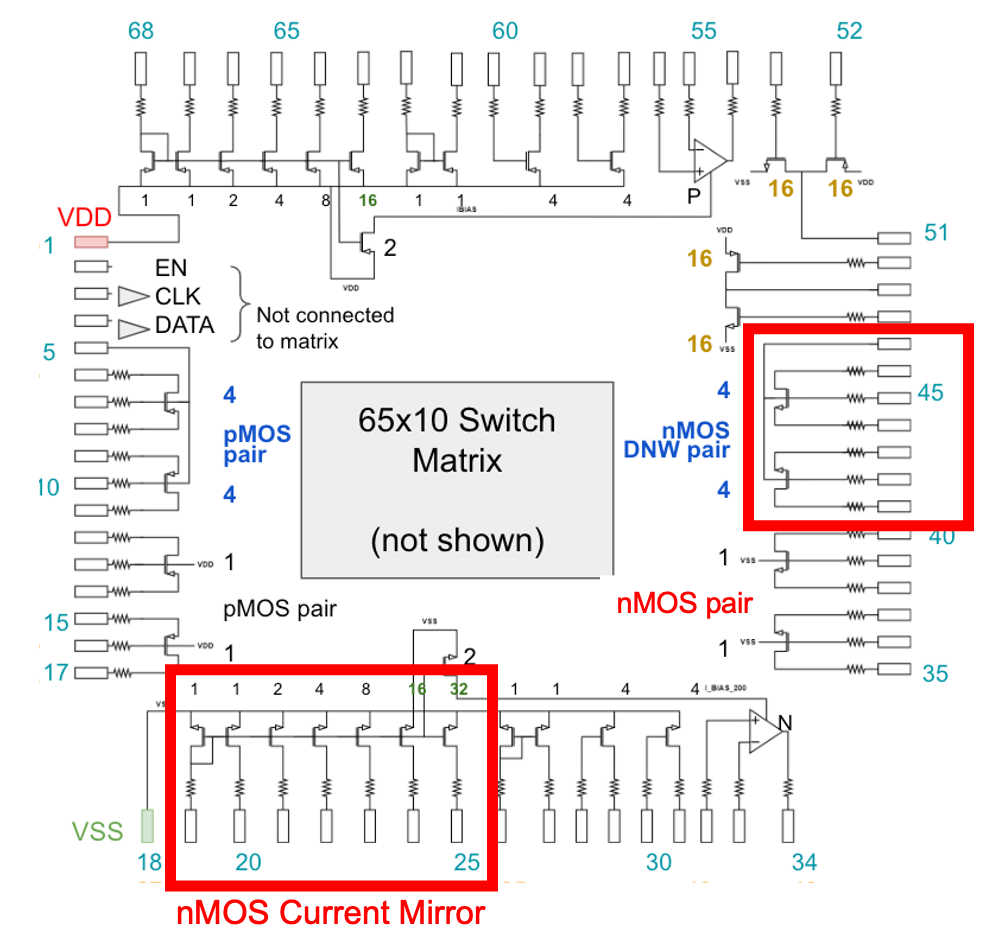 68 65 60 55 52
1 1 2 4 8 16 1 1 4 4
IBIAS
P
VSS 16 16 VDD
VDD
1
51
2
VDD
VDD
16
EN
CLK
DATA
Not connected
to matrix
16
VSS
5
4
pMOS
pair
4
10
65x10 Switch
Matrix
(not shown)
4
nMOS
DNW pair
4
45
40
VDD 1
1 VSS
pMOS pair
nMOS pair
15
VDD 1
1 VSS
17
35
VSS
2
1 1 2 4 8 16 32 1 1 4 4 I_BIAS_200
N
VSS
18 20 25 30 34
nMOS Current Mirror